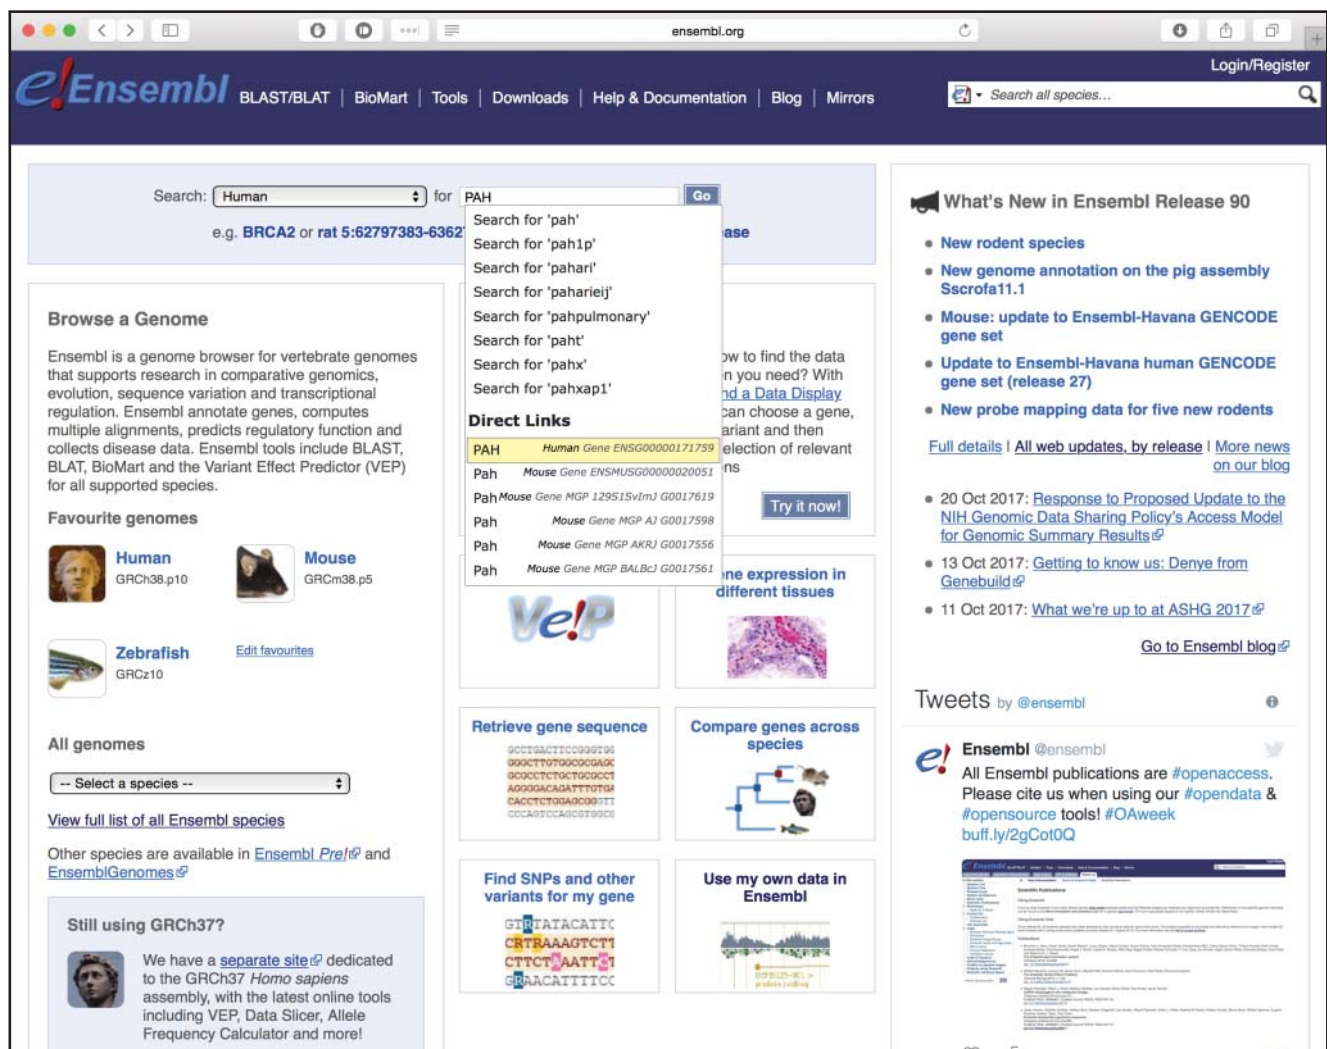 ensembl.org
Login/Register
e!Ensembl
BLAST/BLAT | BioMart | Tools | Downloads | Help & Documentation | Blog | Mirrors
Search all species...
Search: Human for PAH Go
e.g. BRCA2 or rat 5:62797383-6362 ase
Search for 'pah'
Search for 'pah1p'
Search for 'pahari'
Search for 'paharieij'
Search for 'pahpulmonary'
Search for 'paht'
Search for 'pahx'
Search for 'pahxap1'
Direct Links
PAH Human Gene ENSG00000171759
Pah Mouse Gene ENSMUSG00000020051
Pah Mouse Gene MGP 129S1SvImJ G0017619
Pah Mouse Gene MGP AJ G0017598
Pah Mouse Gene MGP AKRJ G0017556
Pah Mouse Gene MGP BALBcJ G0017561
Browse a Genome
Ensembl is a genome browser for vertebrate genomes
that supports research in comparative genomics,
evolution, sequence variation and transcriptional
regulation. Ensembl annotate genes, computes
multiple alignments, predicts regulatory function and
collects disease data. Ensembl tools include BLAST,
BLAT, BioMart and the Variant Effect Predictor (VEP)
for all supported species.
Favourite genomes
Human
GRCh38.p10
Mouse
GRCm38.p5
Zebrafish
GRCz10
Edit favourites
All genomes
-- Select a species --
View full list of all Ensembl species
Other species are available in Ensembl Pre! and
EnsemblGenomes
Still using GRCh37?
We have a separate site dedicated
to the GRCh37 Homo sapiens
assembly, with the latest online tools
including VEP, Data Slicer, Allele
Frequency Calculator and more!
ow to find the data
n you need? With
nd a Data Display
can choose a gene,
ariant and then
election of relevant
ns
Try it now!
Ve!P
ne expression in
different tissues
Retrieve gene sequence
GCCTGACTTCCGGGTGG
GGGCTTGTGGCGCGAGC
GCGCCTCTGCTGCGCCT
AGGGGACAGATTTGTGA
CACCTCTGGAGCGGGTT
CCCAGTCCAGCGTGGCG
Compare genes across
species
Find SNPs and other
variants for my gene
GTRTATACATTC
CRTRAAAGTCTT
CTTCTAAATTCT
GRAACATTTTCC
Use my own data in
Ensembl
protein coding
What's New in Ensembl Release 90
New rodent species
New genome annotation on the pig assembly
Sscrofa11.1
Mouse: update to Ensembl-Havana GENCODE
gene set
Update to Ensembl-Havana human GENCODE
gene set (release 27)
New probe mapping data for five new rodents
Full details | All web updates, by release | More news
on our blog
20 Oct 2017: Response to Proposed Update to the
NIH Genomic Data Sharing Policy's Access Model
for Genomic Summary Results
13 Oct 2017: Getting to know us: Denye from
Genebuild
11 Oct 2017: What we're up to at ASHG 2017
Go to Ensembl blog
Tweets by @ensembl
Ensembl @ensembl
All Ensembl publications are #openaccess.
Please cite us when using our #opendata &
#opensource tools! #OAweek
buff.ly/2gCot0Q